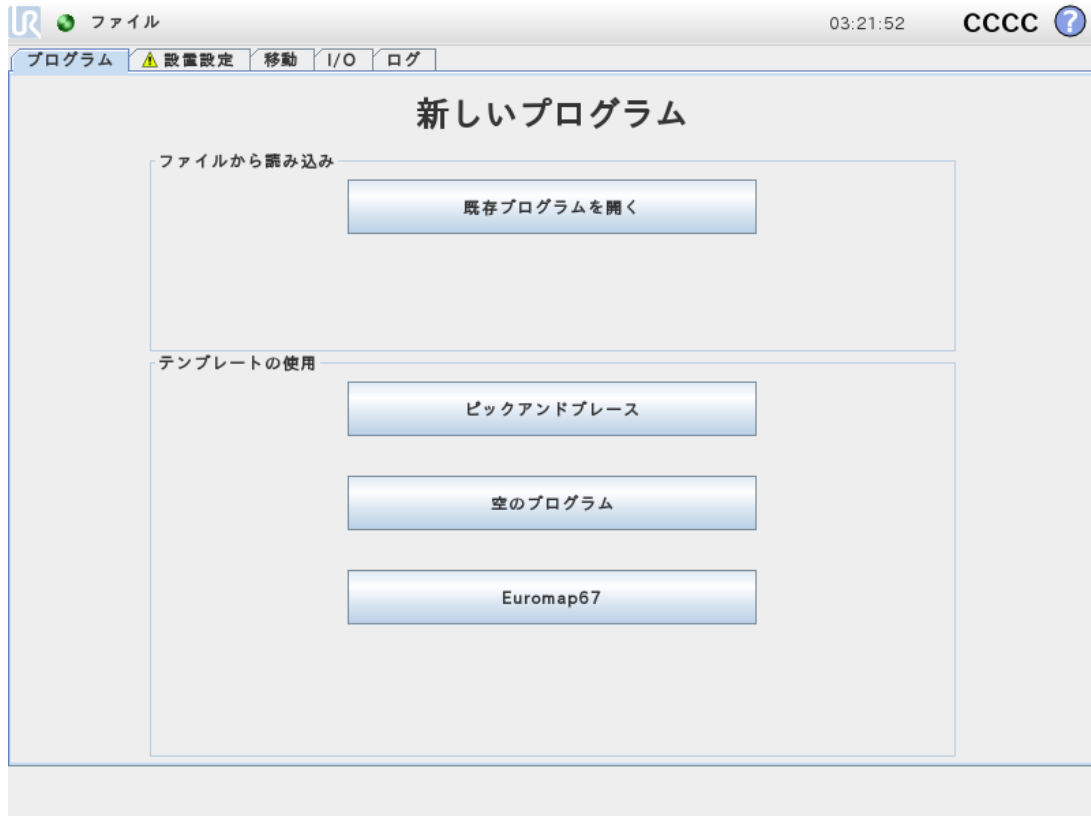 UR ファイル 03:21:52 CCCC ?
プログラム 設置設定 移動 I/O ログ
新しいプログラム
ファイルから読み込み
既存プログラムを開く
テンプレートの使用
ピックアンドプレース
空のプログラム
Euromap67